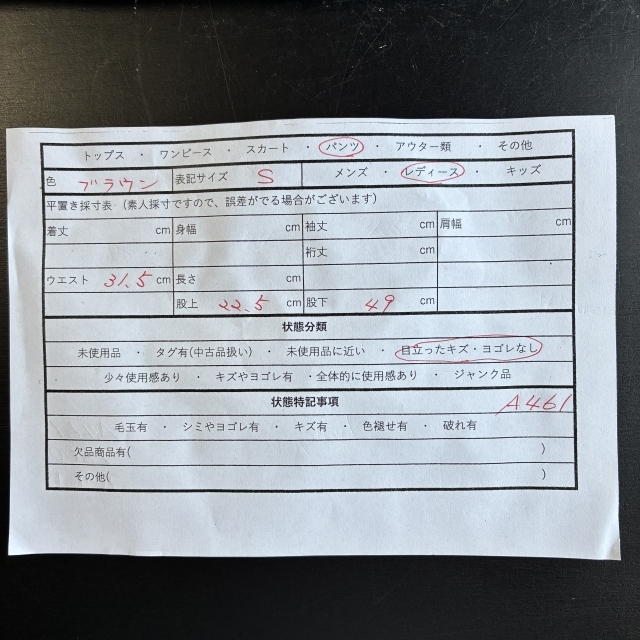 トップス ・ ワンピース ・ スカート ・ パンツ ・ アウター類 ・ その他
色 ブラウン 表記サイズ S メンズ ・ レディース ・ キッズ
平置き採寸表 (素人採寸ですので、誤差がでる場合がございます)
着丈 cm 身幅 cm 袖丈 cm 肩幅 cm
裄丈 cm
ウエスト 31.5 cm 長さ cm
股上 22.5 cm 股下 49 cm
状態分類
未使用品 ・ タグ有(中古品扱い) ・ 未使用品に近い ・ 目立ったキズ・ヨゴレなし
少々使用感あり ・ キズやヨゴレ有 ・全体的に使用感あり ・ ジャンク品
状態特記事項 A461
毛玉有 ・ シミやヨゴレ有 ・ キズ有 ・ 色褪せ有 ・ 破れ有
欠品商品有( )
その他( )